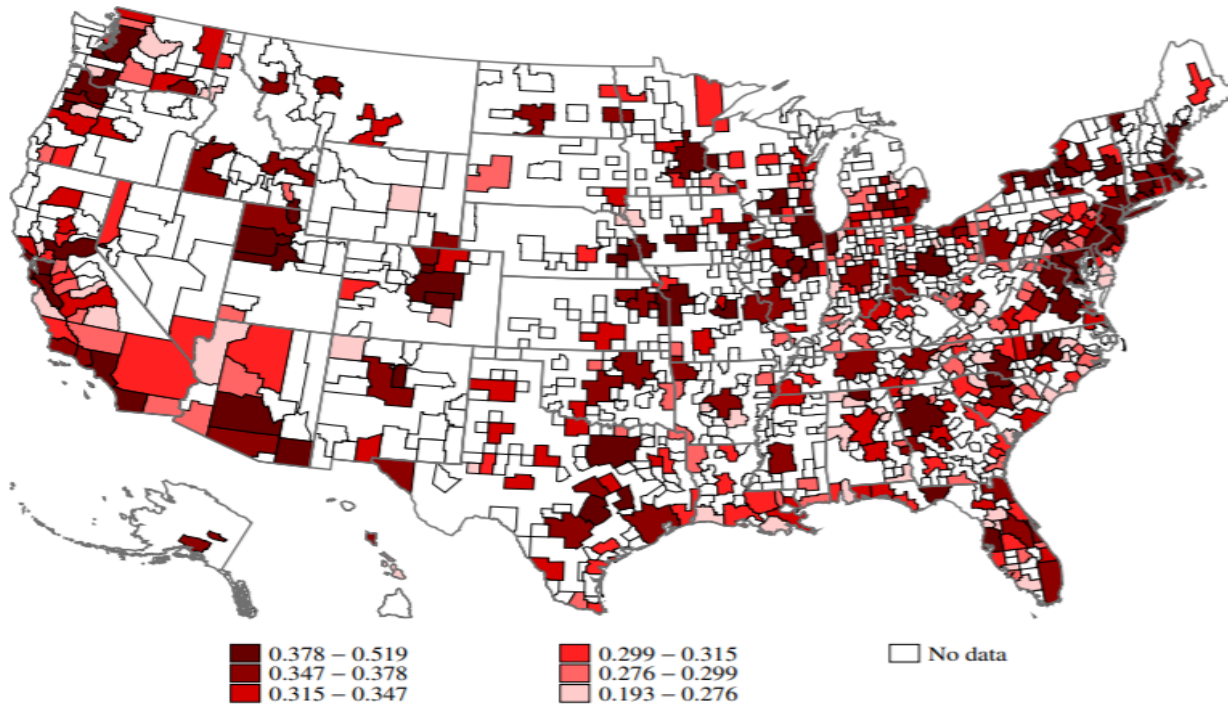 0.378 – 0.519
0.347 – 0.378
0.315 – 0.347
0.299 – 0.315
0.276 – 0.299
0.193 – 0.276
No data